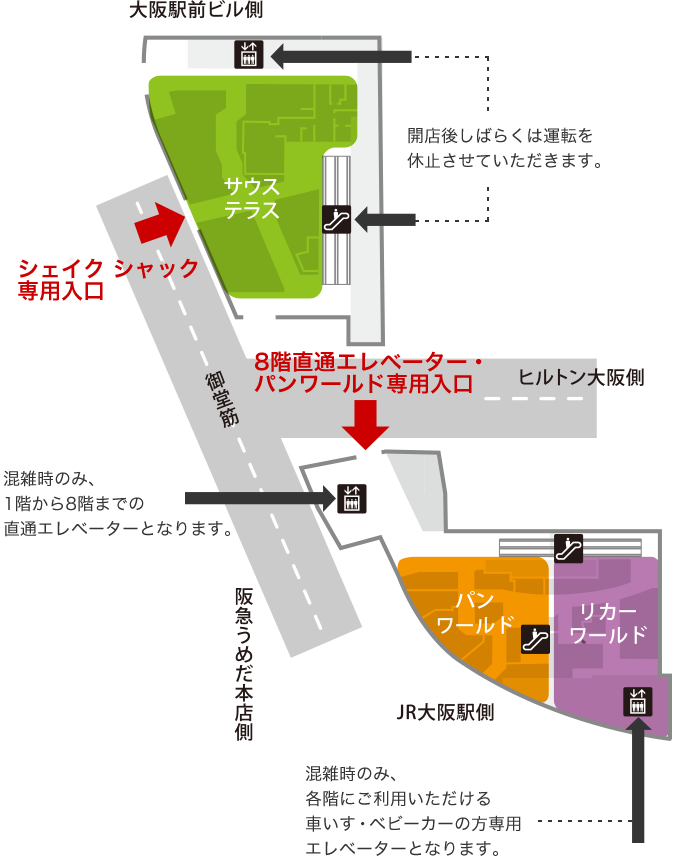 大阪駅前ビル側
開店後しばらくは運転を
休止させていただきます。
サウス
テラス
シェイク シャック
専用入口
8階直通エレベーター・
パンワールド専用入口
御堂筋
ヒルトン大阪側
混雑時のみ、
1階から8階までの
直通エレベーターとなります。
パン
ワールド
リカー
ワールド
阪急うめだ本店側
JR大阪駅側
混雑時のみ、
各階にご利用いただける
車いす・ベビーカーの方専用
エレベーターとなります。